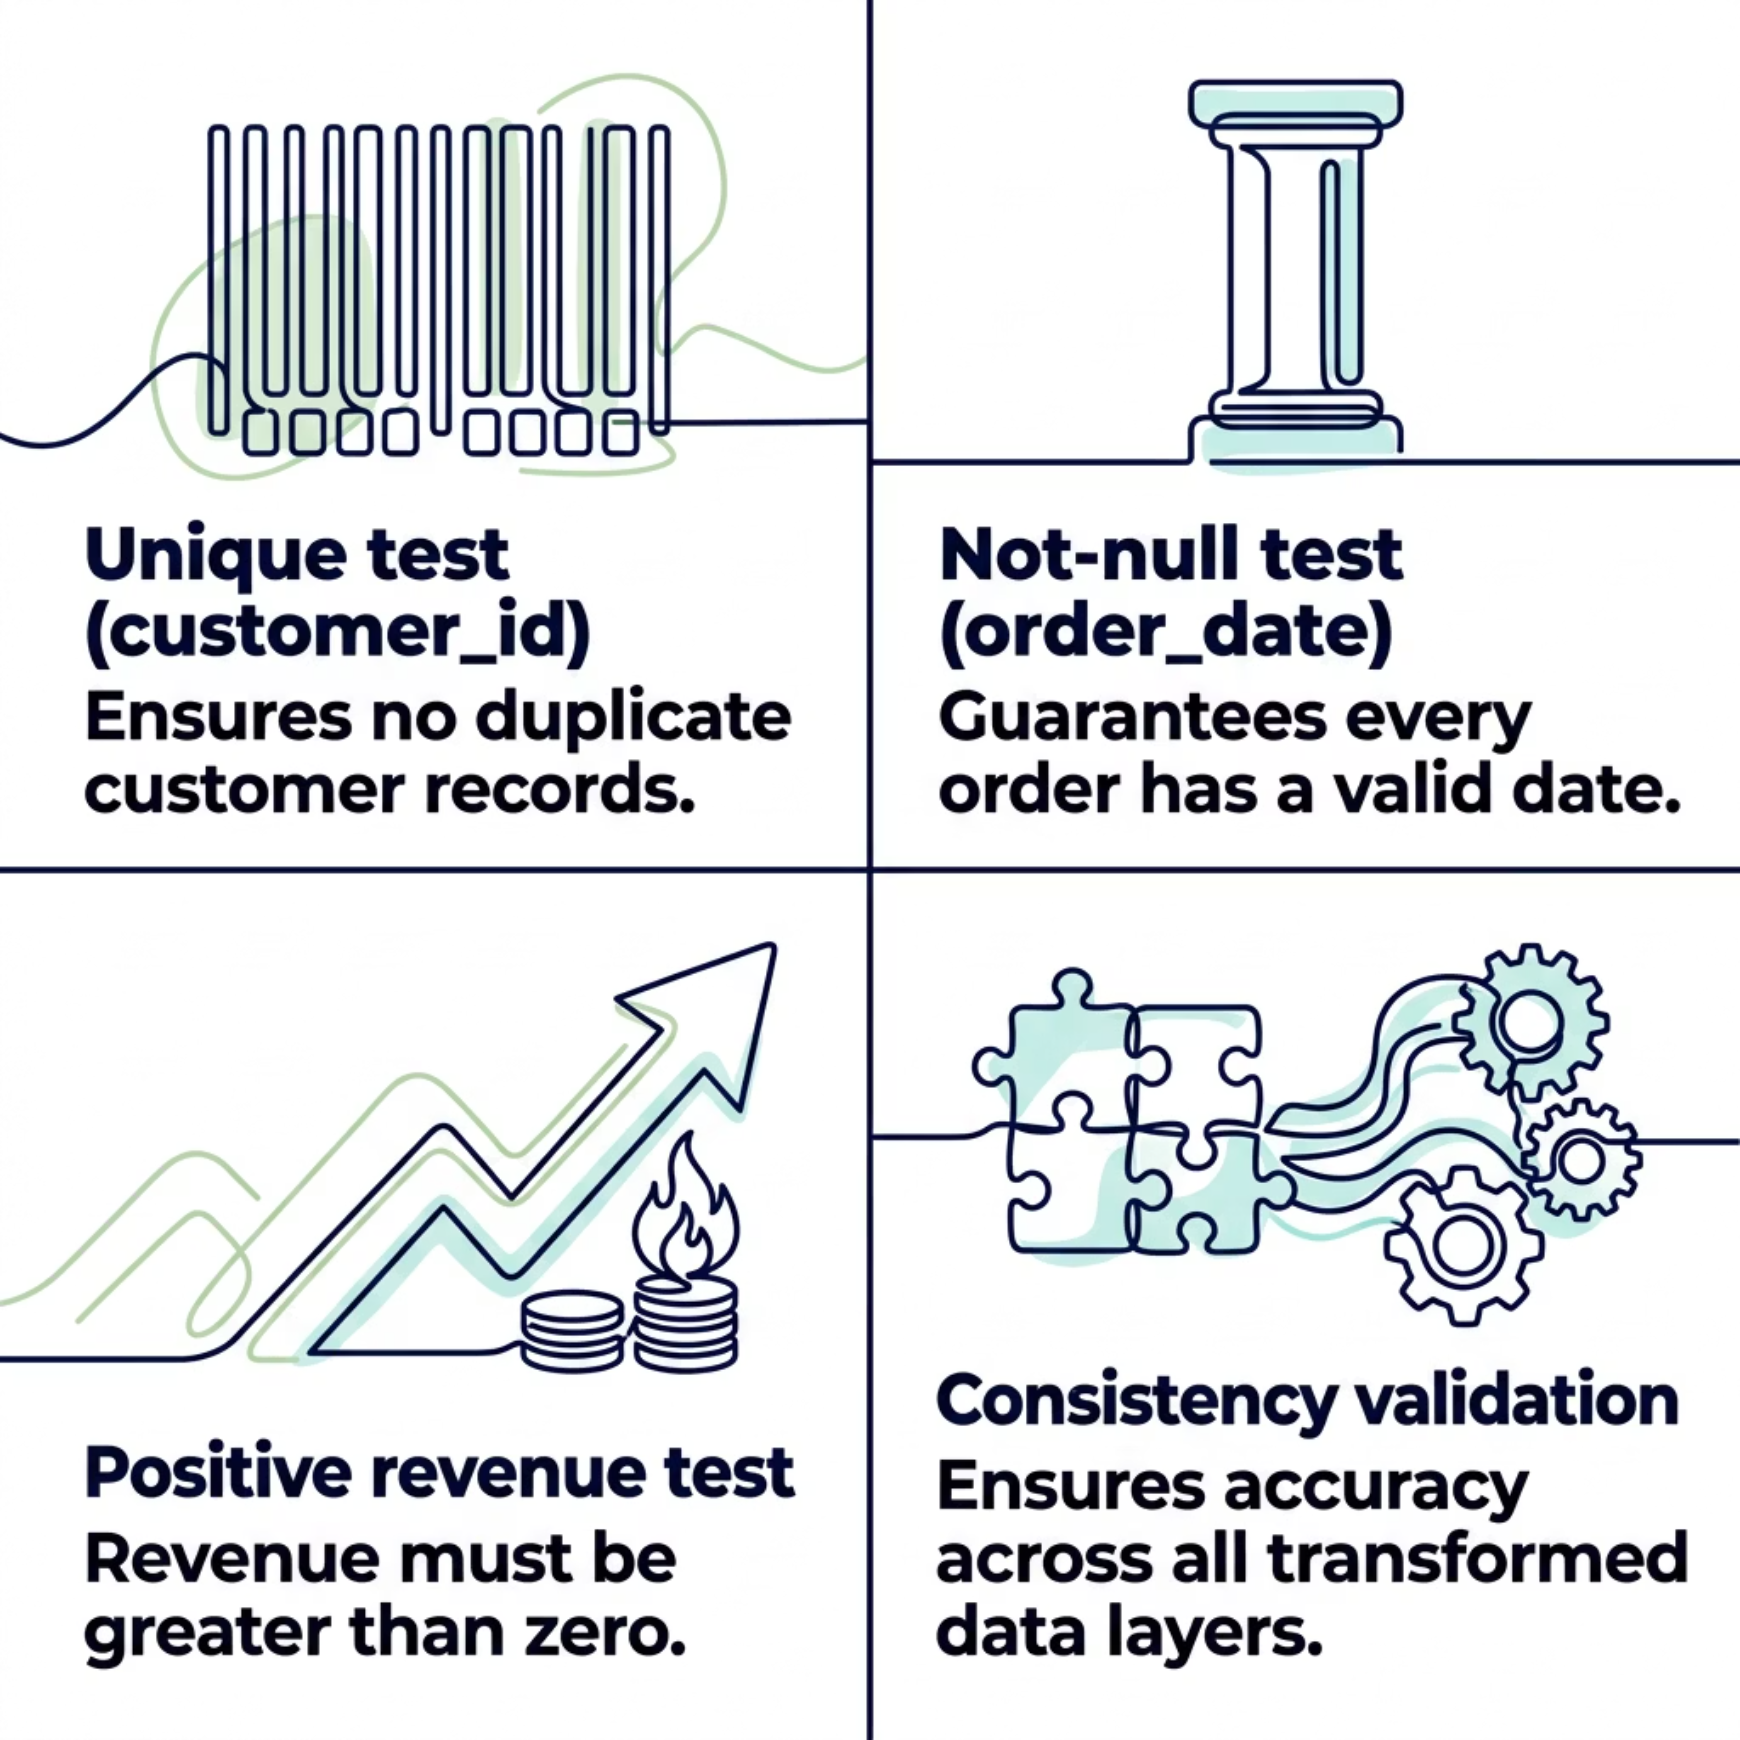 Unique test
(customer_id)
Ensures no duplicate
customer records.
Not-null test
(order_date)
Guarantees every
order has a valid date.
Positive revenue test
Revenue must be
greater than zero.
Consistency validation
Ensures accuracy
across all transformed
data layers.